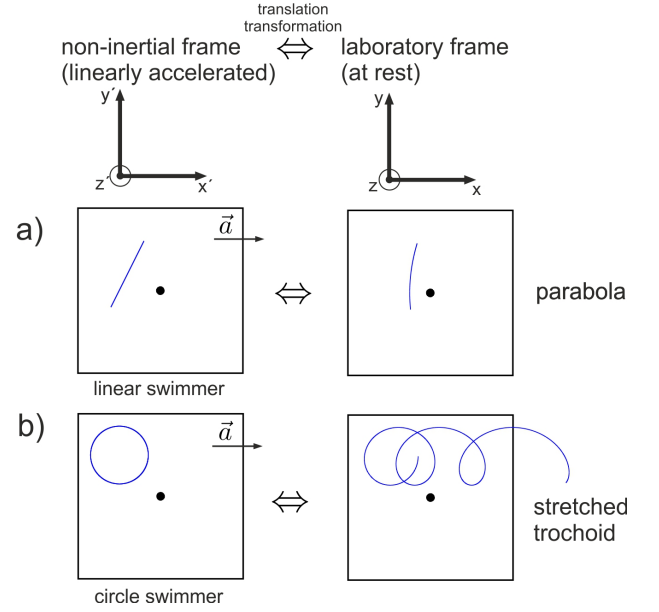 translation
transformation
non-inertial frame ⇔ laboratory frame
(linearly accelerated) (at rest)
y´ y
z´ x´ z x
a) a⃗
⇔ parabola
linear swimmer
b) a⃗
⇔ stretched
trochoid
circle swimmer